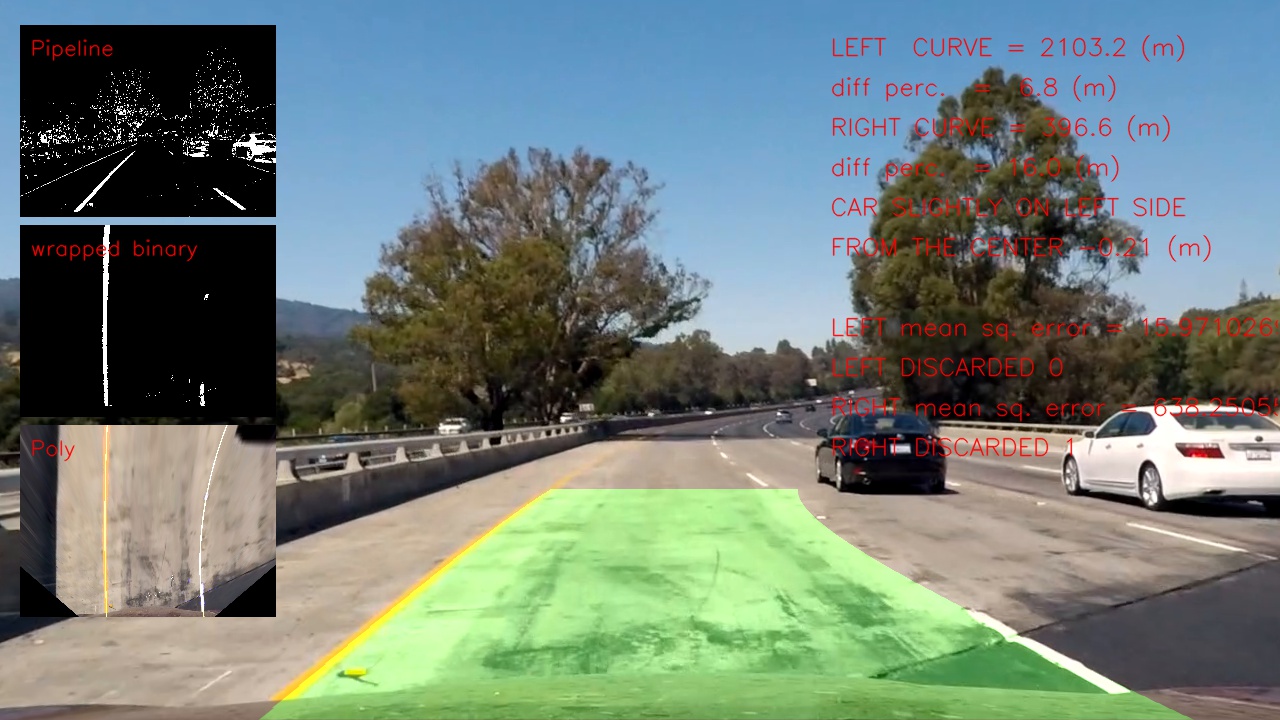 Pipeline
wrapped binary
Poly
LEFT CURVE = 2103.2 (m)
diff perc. = 6.8 (m)
RIGHT CURVE = 396.6 (m)
diff perc. = 16.0 (m)
CAR SLIGHTLY ON LEFT SIDE
FROM THE CENTER -0.21 (m)
LEFT mean sq. error = 15.971026
LEFT DISCARDED 0
RIGHT mean sq. error = 638.2505
RIGHT DISCARDED 1